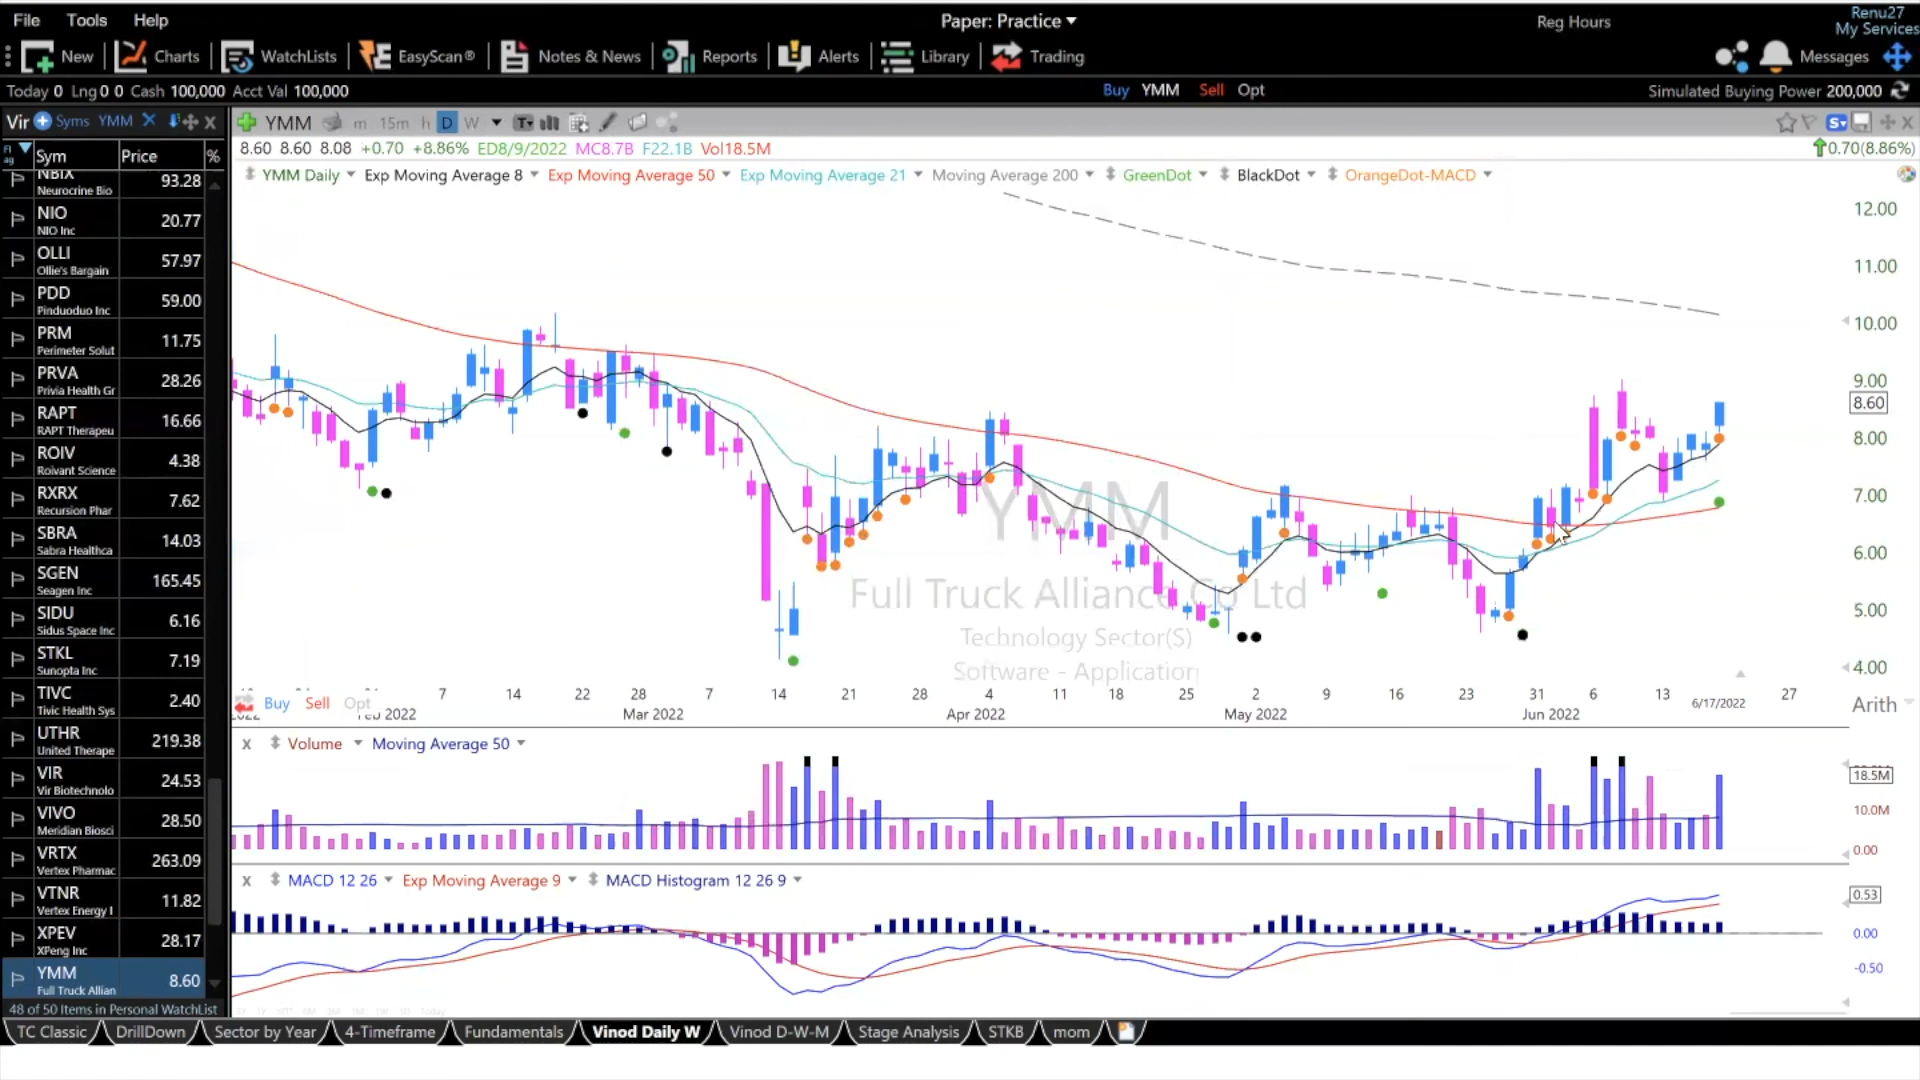 File Tools Help
Paper: Practice
Reg Hours
Renu27
My Services
New Charts WatchLists EasyScan® Notes & News Reports Alerts Library Trading
Messages
Today 0 Lng 0 0 Cash 100,000 Acct Val 100,000
Buy YMM Sell Opt
Simulated Buying Power 200,000
Vir Syms YMM X
YMM m 15m h D W
8.60 8.60 8.08 +0.70 +8.86% ED8/9/2022 MC8.7B F22.1B Vol18.5M
0.70(8.86%)
YMM Daily Exp Moving Average 8 Exp Moving Average 50 Exp Moving Average 21 Moving Average 200 GreenDot BlackDot OrangeDot-MACD
Flag Sym Price %
NBIX 93.28
Neurocrine Bio
NIO 20.77
NIO Inc
OLLI 57.97
Ollie's Bargain
PDD 59.00
Pinduoduo Inc
PRM 11.75
Perimeter Solut
PRVA 28.26
Privia Health Gr
RAPT 16.66
RAPT Therapeu
ROIV 4.38
Roivant Science
RXRX 7.62
Recursion Phar
SBRA 14.03
Sabra Healthca
SGEN 165.45
Seagen Inc
SIDU 6.16
Sidus Space Inc
STKL 7.19
Sunopta Inc
TIVC 2.40
Tivic Health Sys
UTHR 219.38
United Therape
VIR 24.53
Vir Biotechnolo
VIVO 28.50
Meridian Biosci
VRTX 263.09
Vertex Pharmac
VTNR 11.82
Vertex Energy I
XPEV 28.17
XPeng Inc
YMM 8.60
Full Truck Allian
48 of 50 Items in Personal WatchList
12.00
11.00
10.00
9.00
8.60
8.00
7.00
6.00
5.00
4.00
YMM
Full Truck Alliance Co Ltd
Technology Sector(S)
Software - Application
7 14 22 28 7 14 21 28 4 11 18 25 2 9 16 23 31 6 13 27
Buy Sell Opt
2022 Mar 2022 Apr 2022 May 2022 Jun 2022 6/17/2022
Arith
X Volume Moving Average 50
18.5M
10.0M
0.00
X MACD 12 26 Exp Moving Average 9 MACD Histogram 12 26 9
0.53
0.00
-0.50
TC Classic DrillDown Sector by Year 4-Timeframe Fundamentals Vinod Daily W Vinod D-W-M Stage Analysis STKB mom